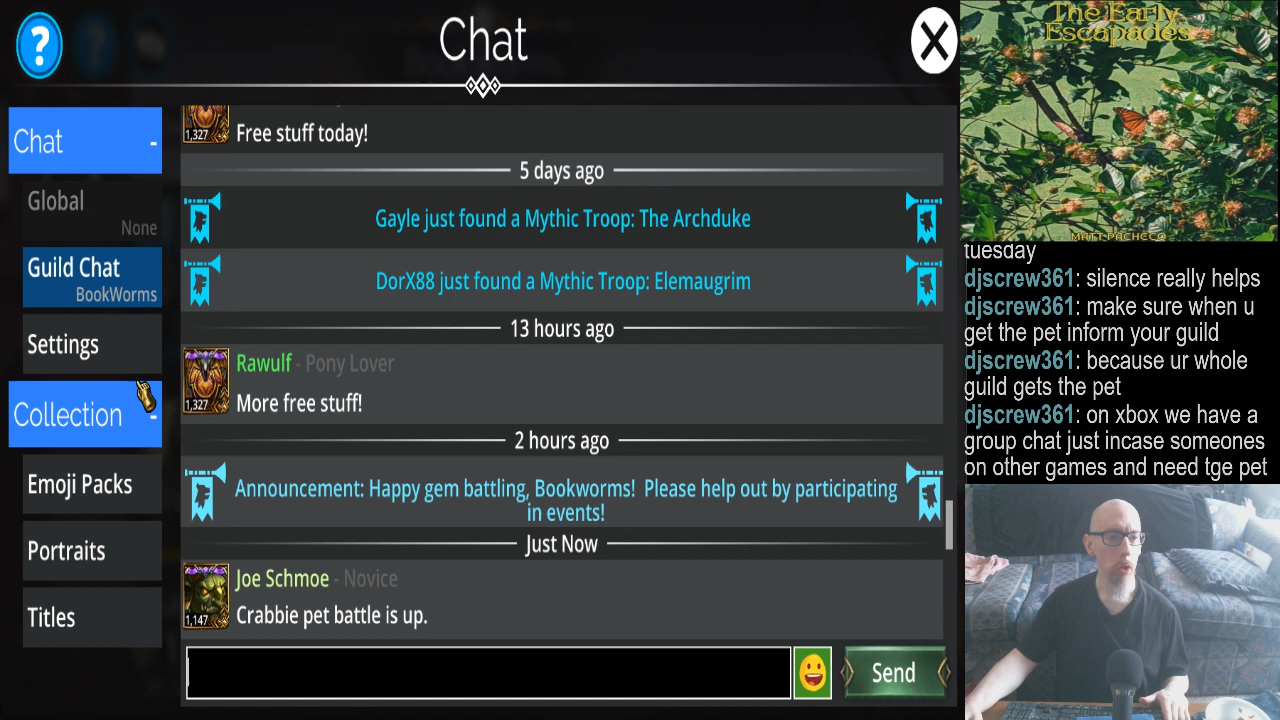 ?
Chat
X
Chat -
Global
None
Guild Chat
BookWorms
Settings
Collection -
Emoji Packs
Portraits
Titles
1,327
Free stuff today!
5 days ago
Gayle just found a Mythic Troop: The Archduke
DorX88 just found a Mythic Troop: Elemaugrim
13 hours ago
Rawulf - Pony Lover
1,327
More free stuff!
2 hours ago
Announcement: Happy gem battling, Bookworms! Please help out by participating
in events!
Just Now
Joe Schmoe - Novice
1,147
Crabbie pet battle is up.
Send
The Early
Escapades
MATT PACHECO
tuesday
djscrew361: silence really helps
djscrew361: make sure when u
get the pet inform your guild
djscrew361: because ur whole
guild gets the pet
djscrew361: on xbox we have a
group chat just incase someones
on other games and need tge pet